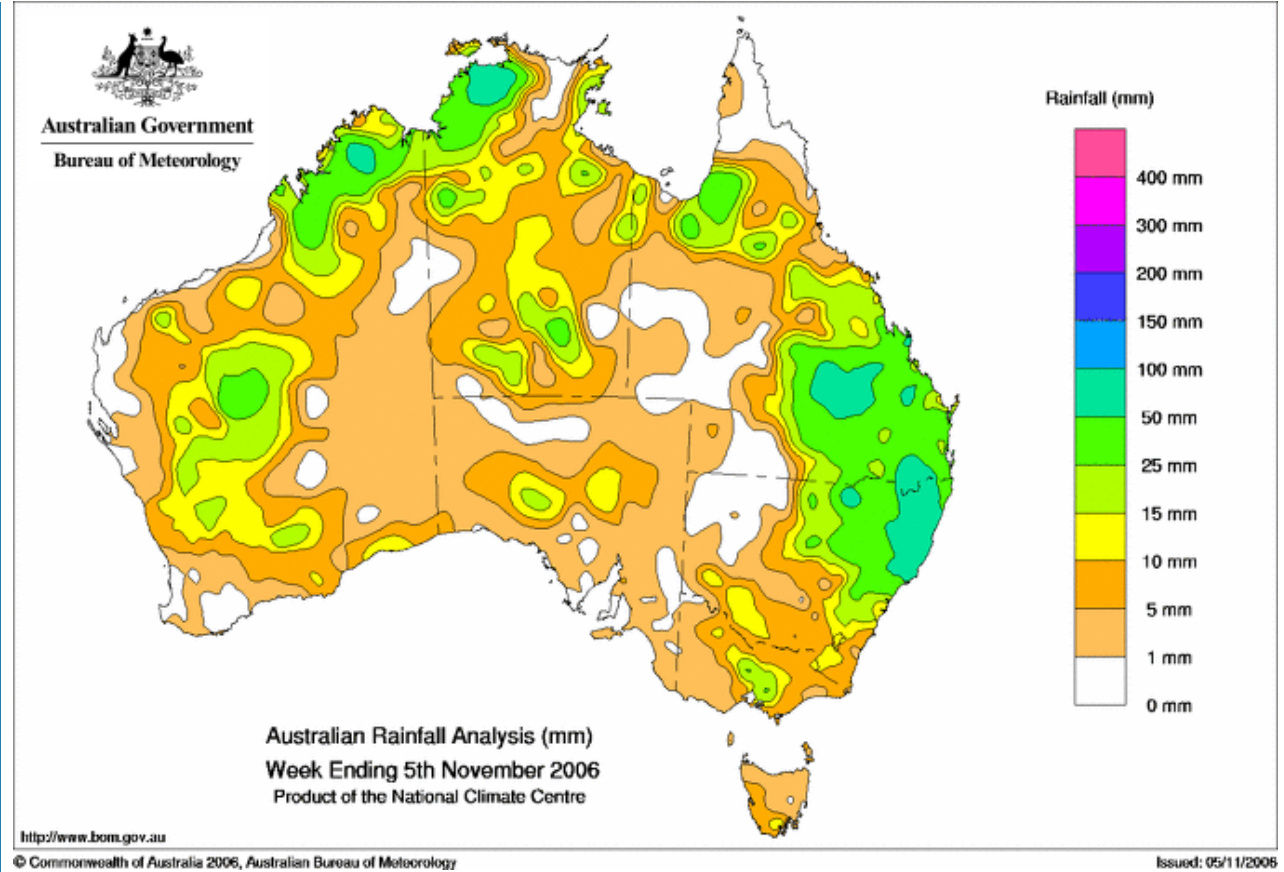 Australian Government
Bureau of Meteorology
Rainfall (mm)
400 mm
300 mm
200 mm
150 mm
100 mm
50 mm
25 mm
15 mm
10 mm
5 mm
1 mm
0 mm
Australian Rainfall Analysis (mm)
Week Ending 5th November 2006
Product of the National Climate Centre
http://www.bom.gov.au
© Commonwealth of Australia 2006, Australian Bureau of Meteorology
Issued: 05/11/2006